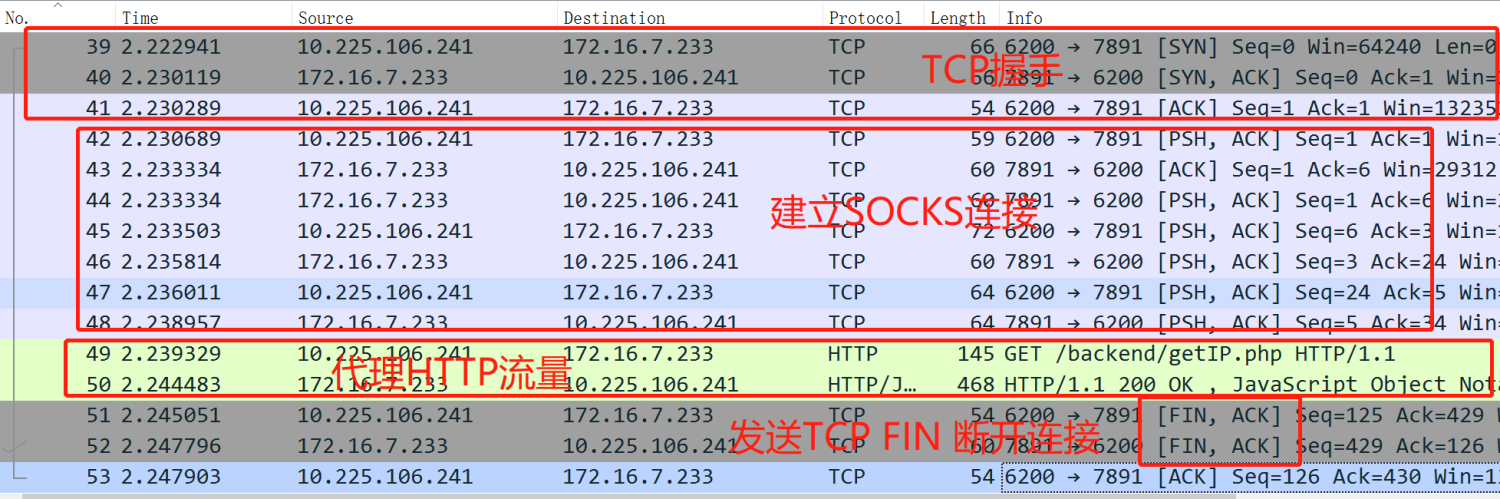 No. Time Source Destination Protocol Length Info
39 2.222941 10.225.106.241 172.16.7.233 TCP 66 6200 → 7891 [SYN] Seq=0 Win=64240 Len=0
TCP握手
40 2.230119 172.16.7.233 10.225.106.241 TCP 66 7891 → 6200 [SYN, ACK] Seq=0 Ack=1 Win=
41 2.230289 10.225.106.241 172.16.7.233 TCP 54 6200 → 7891 [ACK] Seq=1 Ack=1 Win=13235
42 2.230689 10.225.106.241 172.16.7.233 TCP 59 6200 → 7891 [PSH, ACK] Seq=1 Ack=1 Win=
43 2.233334 172.16.7.233 10.225.106.241 TCP 60 7891 → 6200 [ACK] Seq=1 Ack=6 Win=29312
44 2.233334 172.16.7.233 10.225.106.241 TCP 60 7891 → 6200 [PSH, ACK] Seq=1 Ack=6 Win=
建立SOCKS连接
45 2.233503 10.225.106.241 172.16.7.233 TCP 72 6200 → 7891 [PSH, ACK] Seq=6 Ack=3 Win=
46 2.235814 172.16.7.233 10.225.106.241 TCP 60 7891 → 6200 [PSH, ACK] Seq=3 Ack=24 Win
47 2.236011 10.225.106.241 172.16.7.233 TCP 64 6200 → 7891 [PSH, ACK] Seq=24 Ack=5 Win=
48 2.238957 172.16.7.233 10.225.106.241 TCP 64 7891 → 6200 [PSH, ACK] Seq=5 Ack=34 Win=
49 2.239329 10.225.106.241 172.16.7.233 HTTP 145 GET /backend/getIP.php HTTP/1.1
代理HTTP流量
50 2.244483 172.16.7.233 10.225.106.241 HTTP/J… 468 HTTP/1.1 200 OK , JavaScript Object Nota
51 2.245051 10.225.106.241 172.16.7.233 TCP 54 6200 → 7891 [FIN, ACK] Seq=125 Ack=429 W
发送TCP FIN 断开连接
52 2.247796 172.16.7.233 10.225.106.241 TCP 60 7891 → 6200 [FIN, ACK] Seq=429 Ack=126 W
53 2.247903 10.225.106.241 172.16.7.233 TCP 54 6200 → 7891 [ACK] Seq=126 Ack=430 Win=1